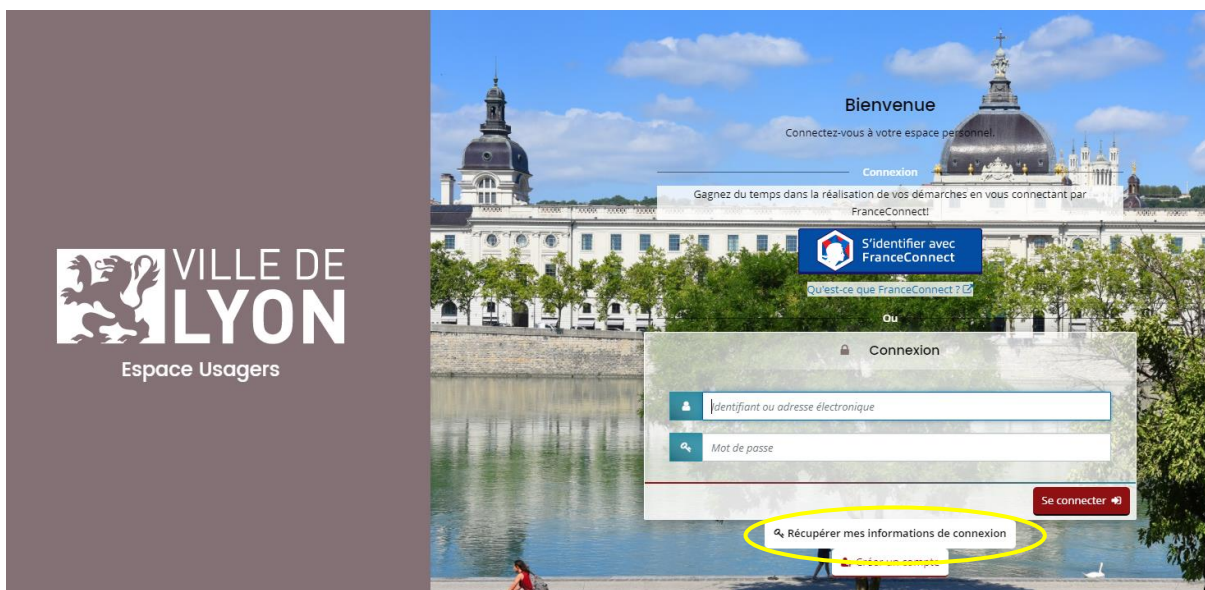 VILLE DE
LYON
Espace Usagers
Bienvenue
Connectez-vous à votre espace personnel.
Connexion
Gagnez du temps dans la réalisation de vos démarches en vous connectant par
FranceConnect!
S'identifier avec
FranceConnect
Qu'est-ce que FranceConnect ?
Ou
Connexion
Identifiant ou adresse électronique
Mot de passe
Se connecter
Récupérer mes informations de connexion
Créer un compte